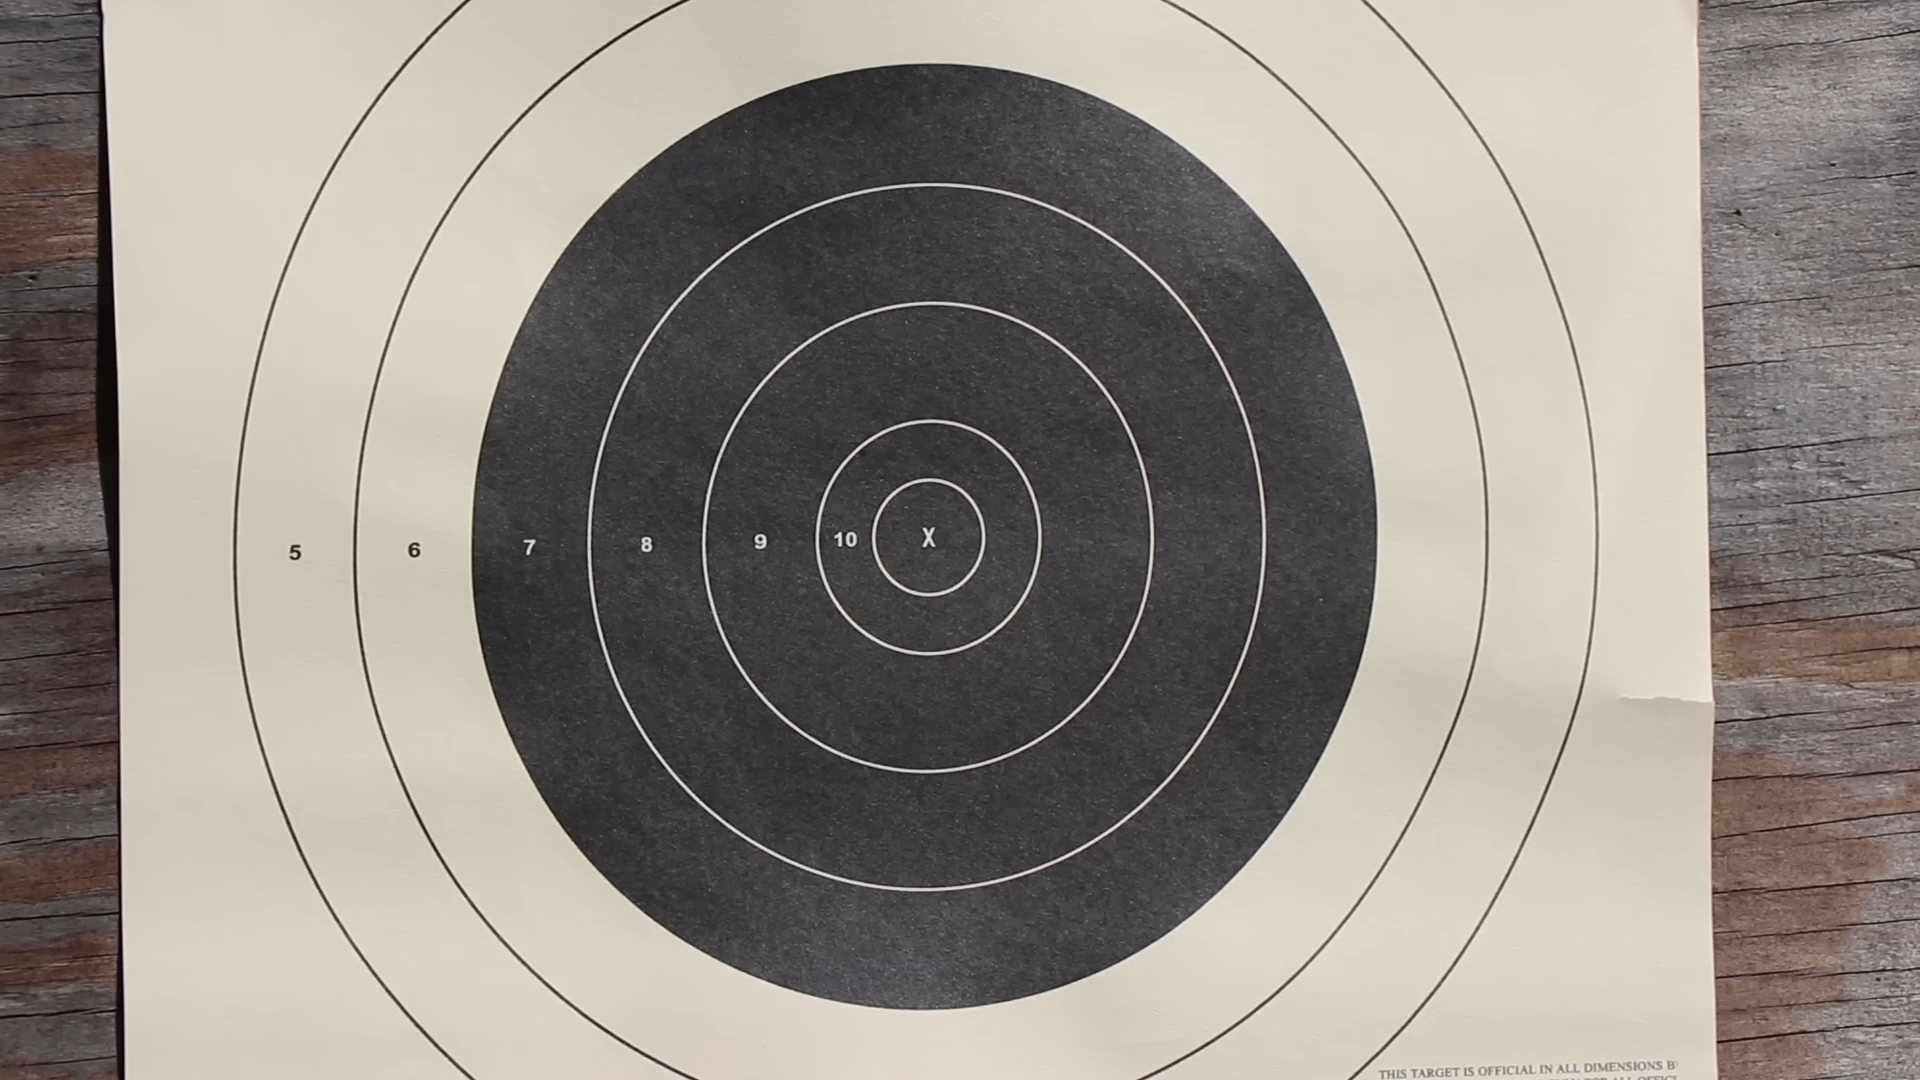 5 6 7 8 9 10 X
THIS TARGET IS OFFICIAL IN ALL DIMENSIONS